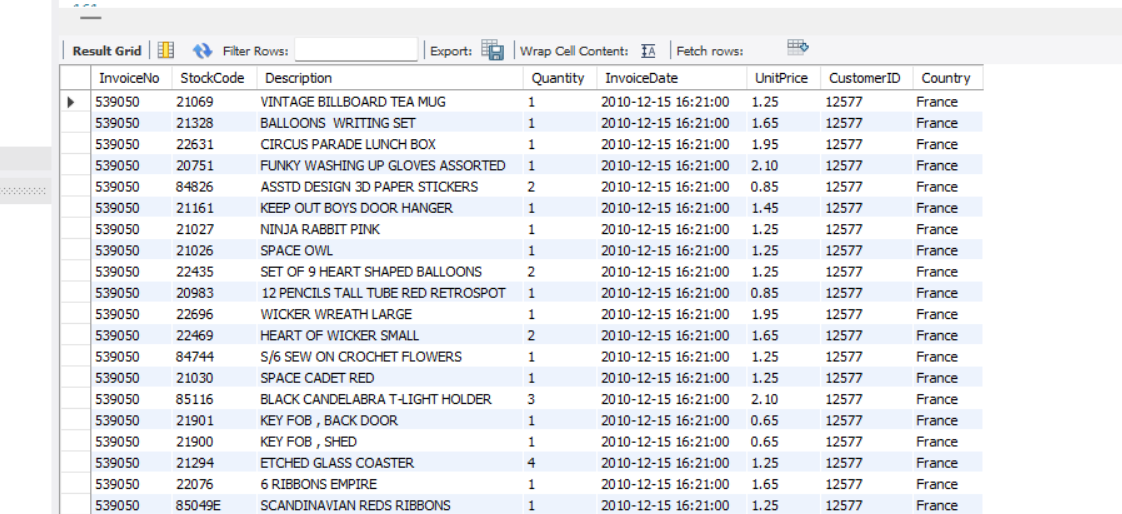 Result Grid Filter Rows: Export: Wrap Cell Content: Fetch rows:
InvoiceNo StockCode Description Quantity InvoiceDate UnitPrice CustomerID Country
539050 21069 VINTAGE BILLBOARD TEA MUG 1 2010-12-15 16:21:00 1.25 12577 France
539050 21328 BALLOONS  WRITING SET 1 2010-12-15 16:21:00 1.65 12577 France
539050 22631 CIRCUS PARADE LUNCH BOX 1 2010-12-15 16:21:00 1.95 12577 France
539050 20751 FUNKY WASHING UP GLOVES ASSORTED 1 2010-12-15 16:21:00 2.10 12577 France
539050 84826 ASSTD DESIGN 3D PAPER STICKERS 2 2010-12-15 16:21:00 0.85 12577 France
539050 21161 KEEP OUT BOYS DOOR HANGER 1 2010-12-15 16:21:00 1.45 12577 France
539050 21027 NINJA RABBIT PINK 1 2010-12-15 16:21:00 1.25 12577 France
539050 21026 SPACE OWL 1 2010-12-15 16:21:00 1.25 12577 France
539050 22435 SET OF 9 HEART SHAPED BALLOONS 2 2010-12-15 16:21:00 1.25 12577 France
539050 20983 12 PENCILS TALL TUBE RED RETROSPOT 1 2010-12-15 16:21:00 0.85 12577 France
539050 22696 WICKER WREATH LARGE 1 2010-12-15 16:21:00 1.95 12577 France
539050 22469 HEART OF WICKER SMALL 2 2010-12-15 16:21:00 1.65 12577 France
539050 84744 S/6 SEW ON CROCHET FLOWERS 1 2010-12-15 16:21:00 1.25 12577 France
539050 21030 SPACE CADET RED 1 2010-12-15 16:21:00 1.25 12577 France
539050 85116 BLACK CANDELABRA T-LIGHT HOLDER 3 2010-12-15 16:21:00 2.10 12577 France
539050 21901 KEY FOB , BACK DOOR 1 2010-12-15 16:21:00 0.65 12577 France
539050 21900 KEY FOB , SHED 1 2010-12-15 16:21:00 0.65 12577 France
539050 21294 ETCHED GLASS COASTER 4 2010-12-15 16:21:00 1.25 12577 France
539050 22076 6 RIBBONS EMPIRE 1 2010-12-15 16:21:00 1.65 12577 France
539050 85049E SCANDINAVIAN REDS RIBBONS 1 2010-12-15 16:21:00 1.25 12577 France